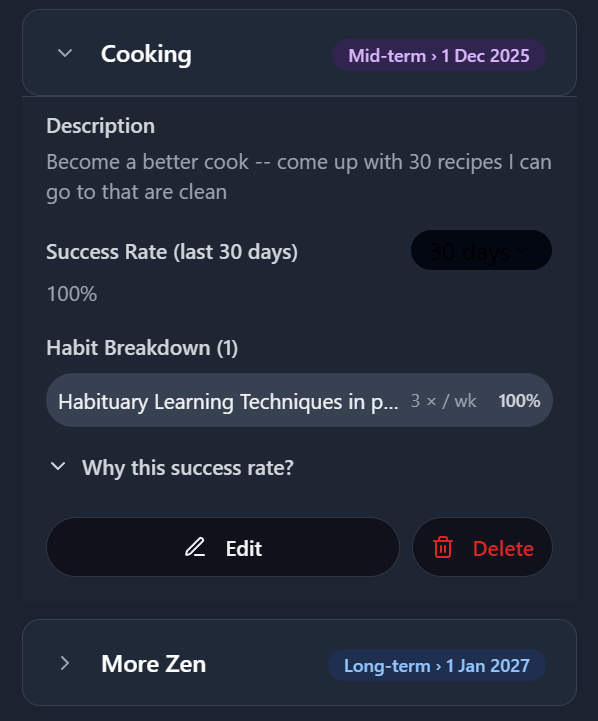 Cooking
Mid-term › 1 Dec 2025
Description
Become a better cook -- come up with 30 recipes I can
go to that are clean
Success Rate (last 30 days)
30 days
100%
Habit Breakdown (1)
Habituary Learning Techniques in p...
3 × / wk
100%
Why this success rate?
Edit
Delete
More Zen
Long-term › 1 Jan 2027